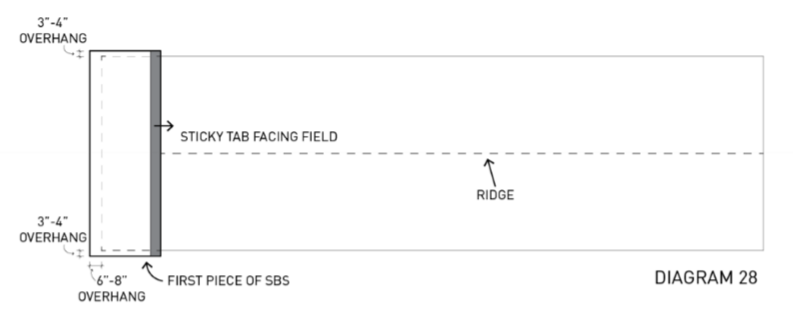 3"-4"
OVERHANG
STICKY TAB FACING FIELD
RIDGE
3"-4"
OVERHANG
6"-8"
OVERHANG
FIRST PIECE OF SBS
DIAGRAM 28